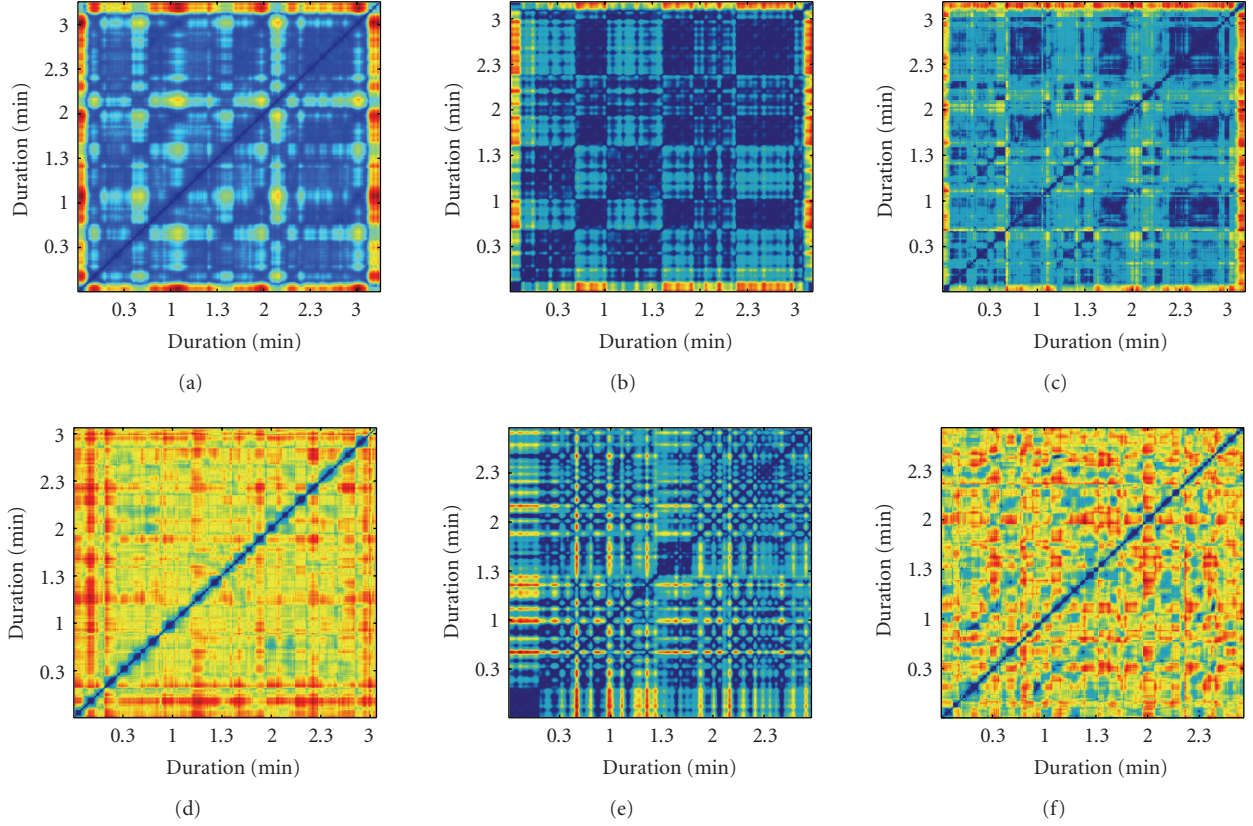 3
2.3
2
1.3
1
0.3
Duration (min)
0.3 1 1.3 2 2.3 3
Duration (min)
(a)
3
2.3
2
1.3
1
0.3
Duration (min)
0.3 1 1.3 2 2.3 3
Duration (min)
(b)
3
2.3
2
1.3
1
0.3
Duration (min)
0.3 1 1.3 2 2.3 3
Duration (min)
(c)
3
2.3
2
1.3
1
0.3
Duration (min)
0.3 1 1.3 2 2.3 3
Duration (min)
(d)
2.3
2
1.3
1
0.3
Duration (min)
0.3 1 1.3 2 2.3
Duration (min)
(e)
2.3
2
1.3
1
0.3
Duration (min)
0.3 1 1.3 2 2.3
Duration (min)
(f)